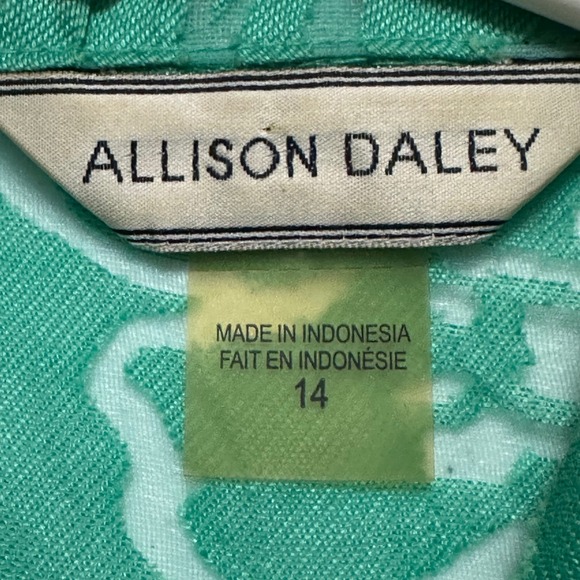 ALLISON DALEY
MADE IN INDONESIA
FAIT EN INDONÉSIE
14